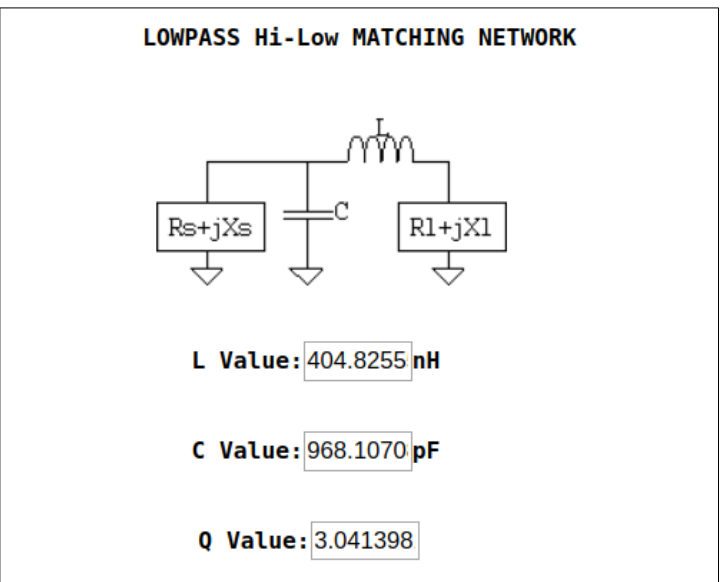 LOWPASS Hi-Low MATCHING NETWORK
L
C
Rs+jXs
Rl+jXl
L Value: 404.8255 nH
C Value: 968.1070 pF
Q Value: 3.041398